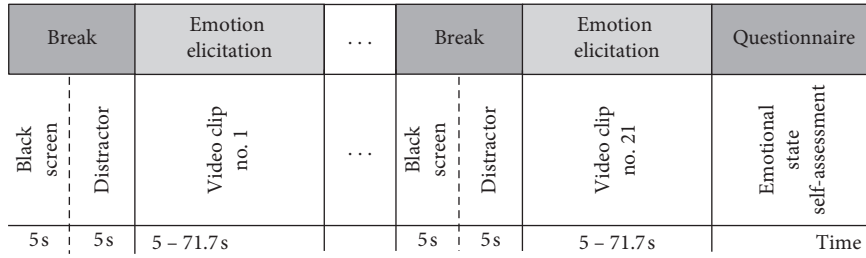 Break
Emotion
elicitation
. . .
Break
Emotion
elicitation
Questionnaire
Black
screen
Distractor
Video clip
no. 1
. . .
Black
screen
Distractor
Video clip
no. 21
Emotional
state
self-assessment
5 s
5 s
5 – 71.7 s
5 s
5 s
5 – 71.7 s
Time